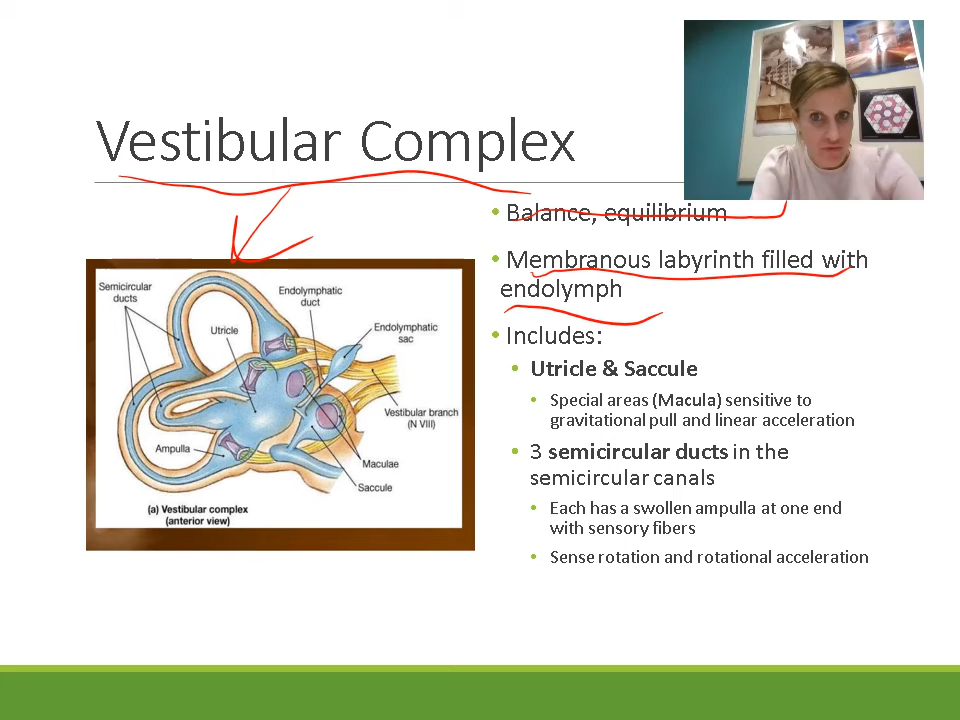 Vestibular Complex
• Balance, equilibrium
• Membranous labyrinth filled with
endolymph
• Includes:
• Utricle & Saccule
• Special areas (Macula) sensitive to
gravitational pull and linear acceleration
• 3 semicircular ducts in the
semicircular canals
• Each has a swollen ampulla at one end
with sensory fibers
• Sense rotation and rotational acceleration
Semicircular
ducts
Utricle
Endolymphatic
duct
Endolymphatic
sac
Vestibular branch
(N VIII)
Ampulla
Maculae
Saccule
(a) Vestibular complex
(anterior view)